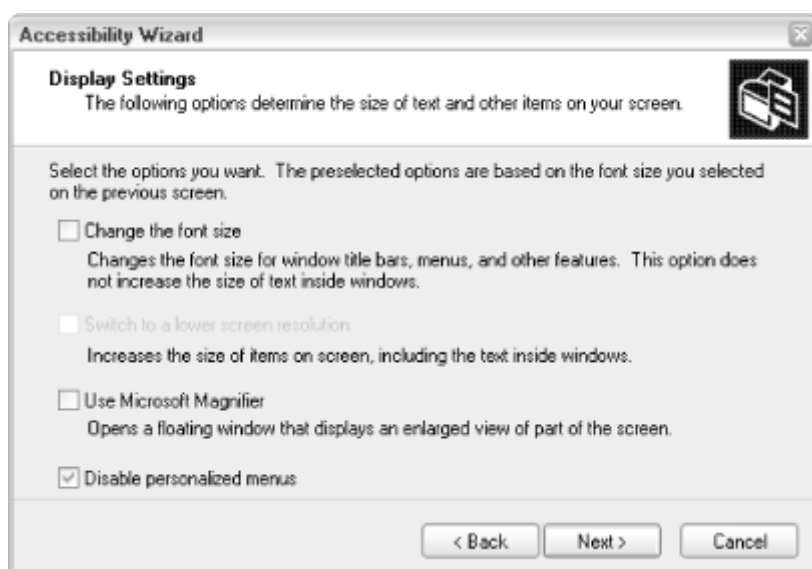 Accessibility Wizard
Display Settings
The following options determine the size of text and other items on your screen.
Select the options you want. The preselected options are based on the font size you selected
on the previous screen.
Change the font size
Changes the font size for window title bars, menus, and other features. This option does
not increase the size of text inside windows.
Switch to a lower screen resolution
Increases the size of items on screen, including the text inside windows.
Use Microsoft Magnifier
Opens a floating window that displays an enlarged view of part of the screen.
Disable personalized menus
< Back Next > Cancel